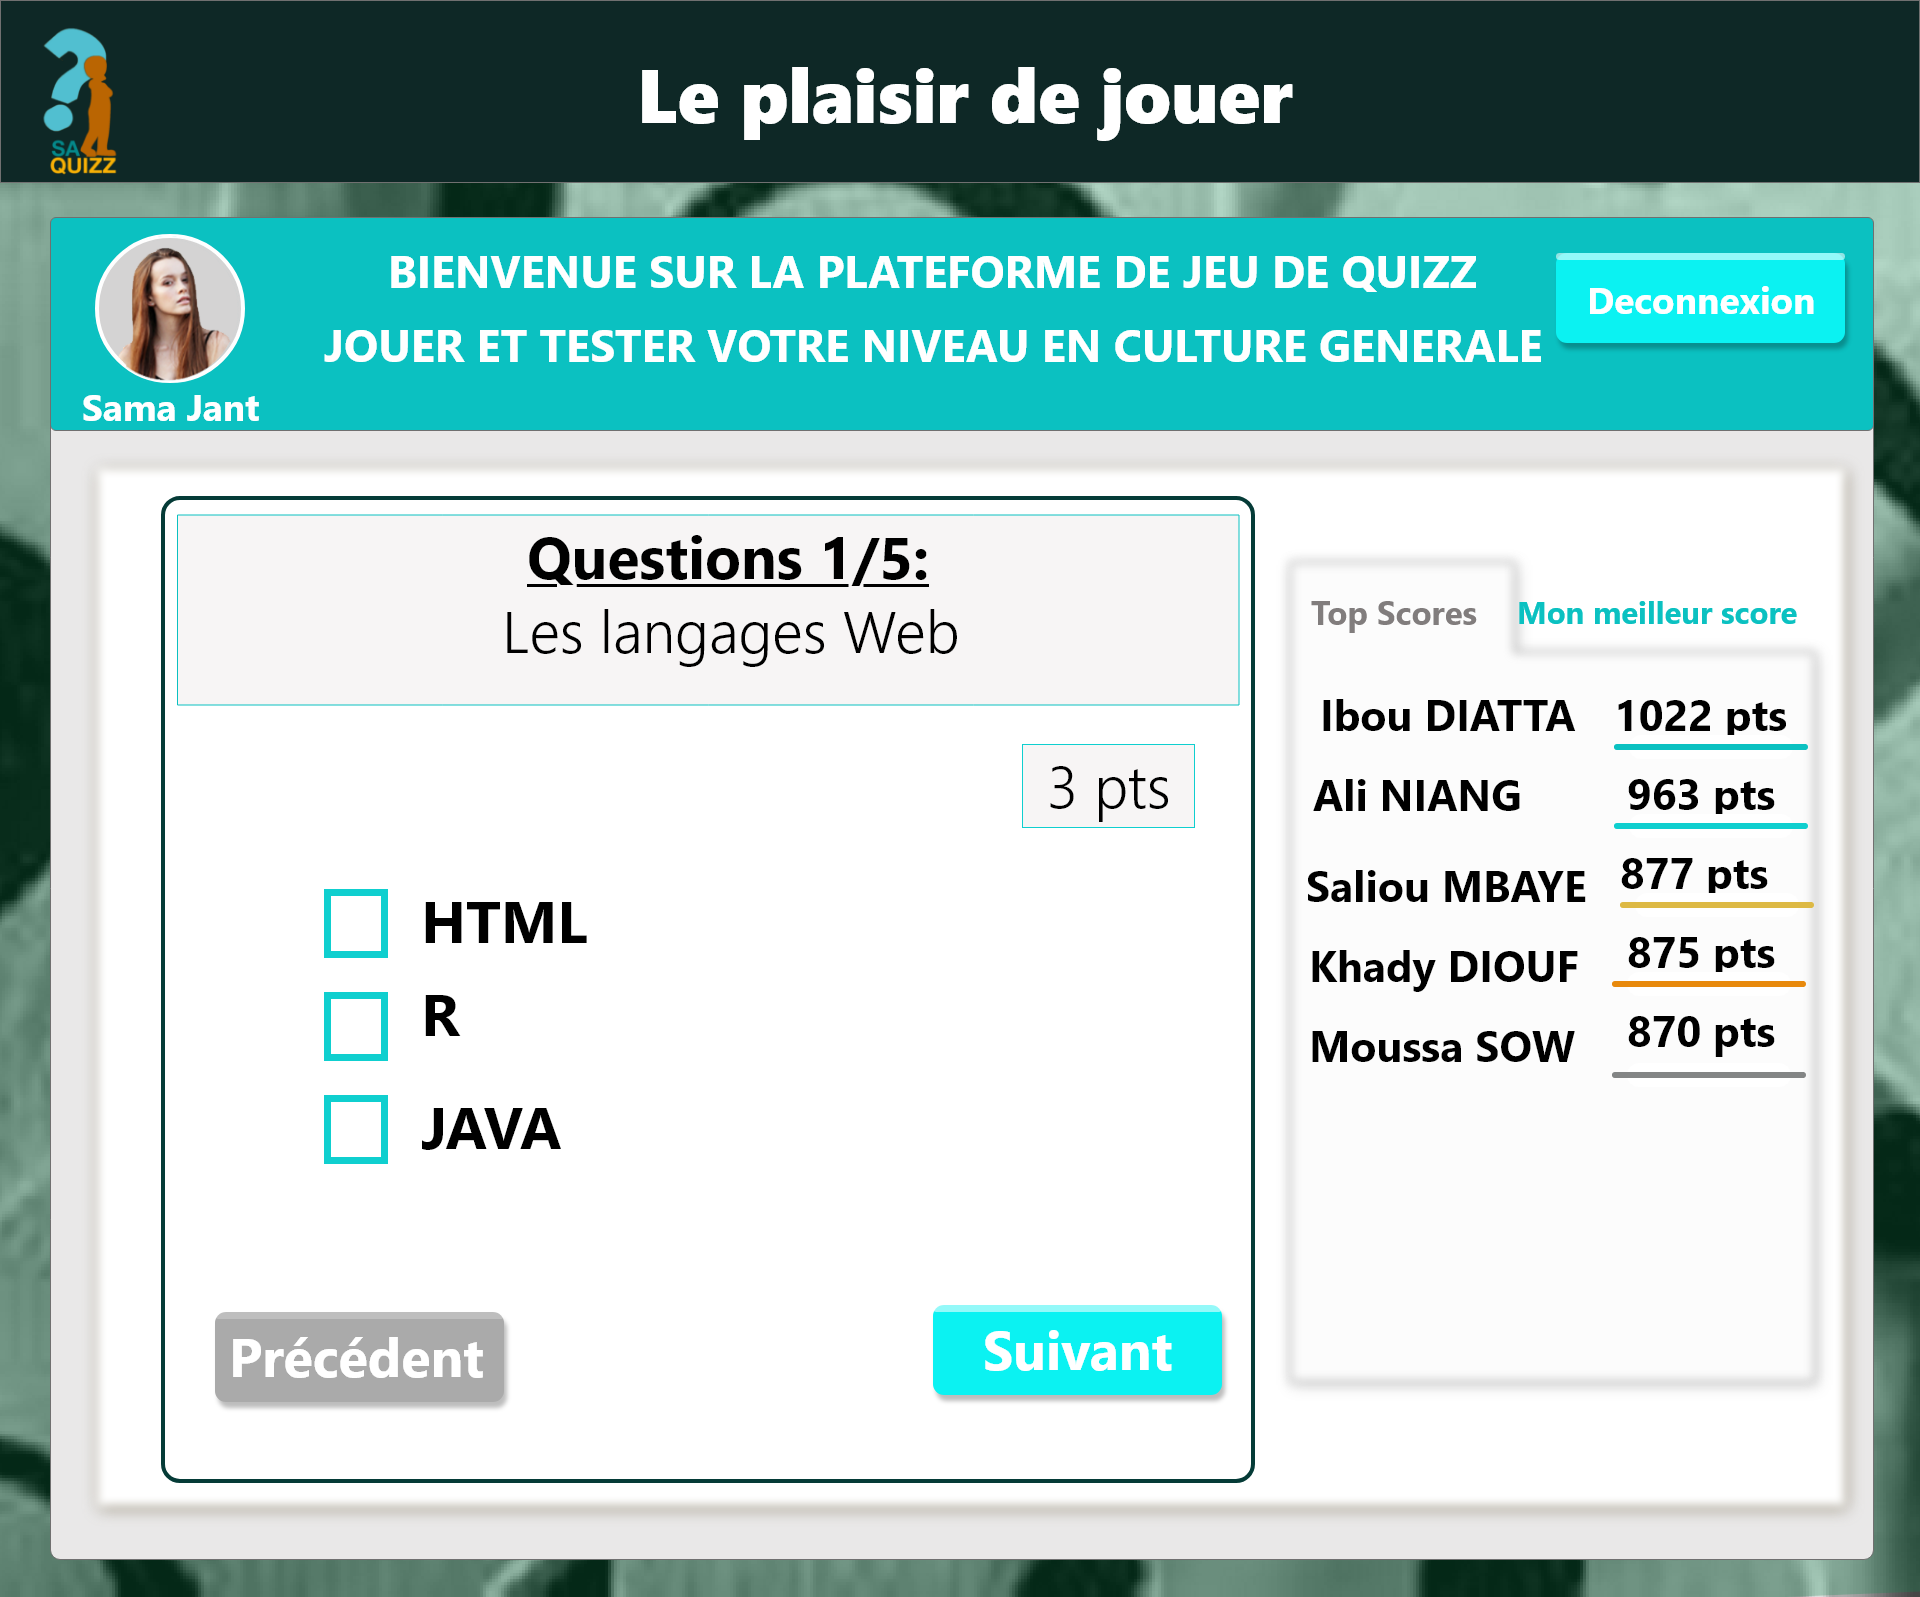 Le plaisir de jouer
SA
QUIZZ
BIENVENUE SUR LA PLATEFORME DE JEU DE QUIZZ
JOUER ET TESTER VOTRE NIVEAU EN CULTURE GENERALE
Deconnexion
Sama Jant
Questions 1/5:
Les langages Web
3 pts
HTML
R
JAVA
Précédent
Suivant
Top Scores
Mon meilleur score
Ibou DIATTA 1022 pts
Ali NIANG 963 pts
Saliou MBAYE 877 pts
Khady DIOUF 875 pts
Moussa SOW 870 pts